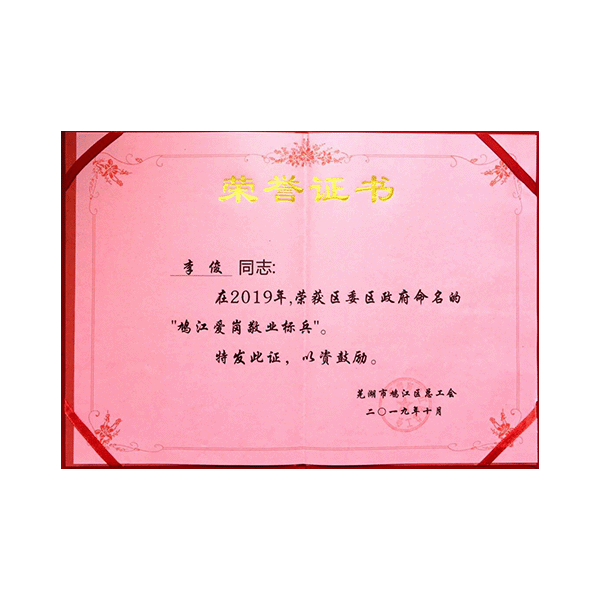 荣誉证书
李俊 同志:
在2019年,荣获区委区政府命名的
"鸠江爱岗敬业标兵"。
特发此证，以资鼓励。
芜湖市鸠江区总工会
二〇一九年十月